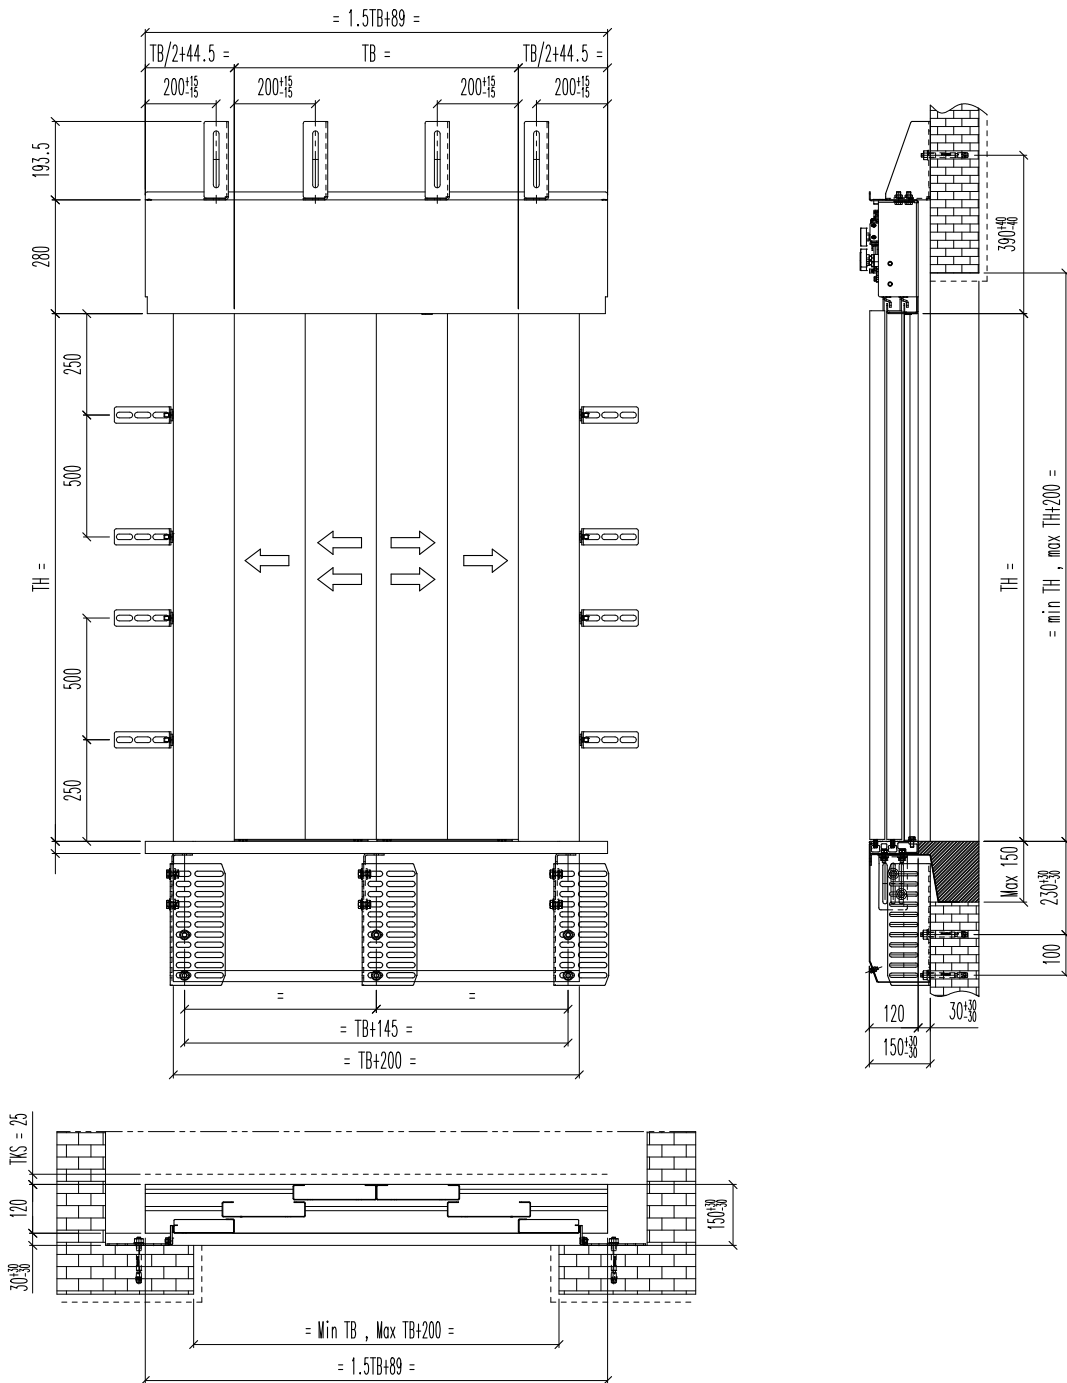 = 1.5TB+89 =
TB/2+44.5 =
TB =
TB/2+44.5 =
200+15-15
200+15-15
200+15-15
200+15-15
193.5
280
250
500
TH =
500
250
=
=
= TB+145 =
= TB+200 =
390+40-40
TH =
= min TH , max TH+200 =
Max 150
230+30-30
100
120
30+30-30
150+30-30
TKS = 25
120
30+30-30
150+30-30
= Min TB , Max TB+200 =
= 1.5TB+89 =